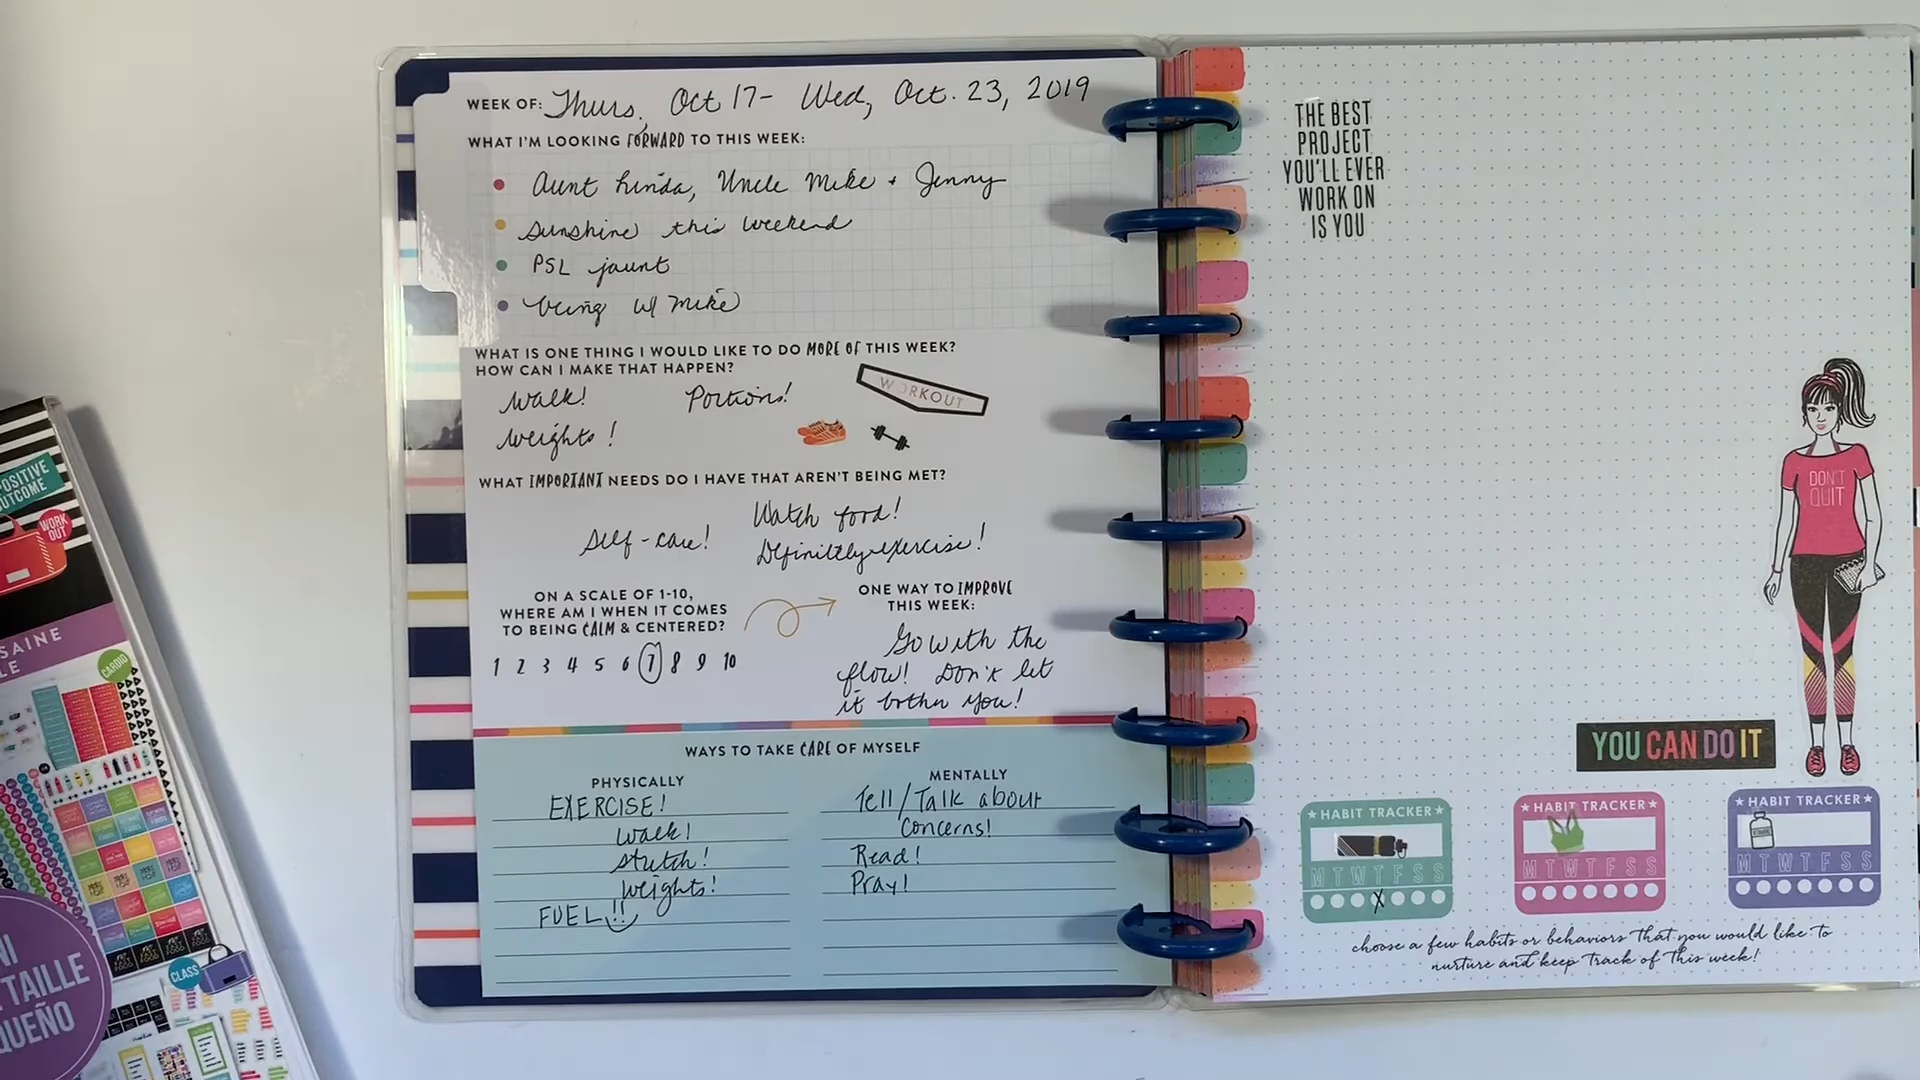 WEEK OF: Thurs, Oct 17- Wed, Oct. 23, 2019
WHAT I'M LOOKING FORWARD TO THIS WEEK:
Aunt Linda, Uncle Mike + Jenny
Sunshine this weekend
PSL jaunt
being w/ Mike
WHAT IS ONE THING I WOULD LIKE TO DO MORE OF THIS WEEK?
HOW CAN I MAKE THAT HAPPEN?
Walk! Portions! WORKOUT
Weights!
WHAT IMPORTANT NEEDS DO I HAVE THAT AREN'T BEING MET?
Self-care! Watch food!
Definitely exercise!
ON A SCALE OF 1-10,
WHERE AM I WHEN IT COMES
TO BEING CALM & CENTERED?
1 2 3 4 5 6 7 8 9 10
ONE WAY TO IMPROVE
THIS WEEK:
Go with the
flow! Don't let
it bother you!
WAYS TO TAKE CARE OF MYSELF
PHYSICALLY
EXERCISE!
Walk!
Stretch!
Weights!
FUEL!!
MENTALLY
Tell/Talk about
Concerns!
Read!
Pray!
THE BEST
PROJECT
YOU'LL EVER
WORK ON
IS YOU
DON'T
QUIT
YOU CAN DO IT
HABIT TRACKER
M T W T F S S
X
HABIT TRACKER
M T W T F S S
HABIT TRACKER
M T W T F S S
choose a few habits or behaviors that you would like to
nurture and keep track of this week!
POSITIVE
OUTCOME
WORK
OUT
SAINE
LE
CARDIO
NI
TAILLE
QUEÑO
CLASS
FAST
FOOD